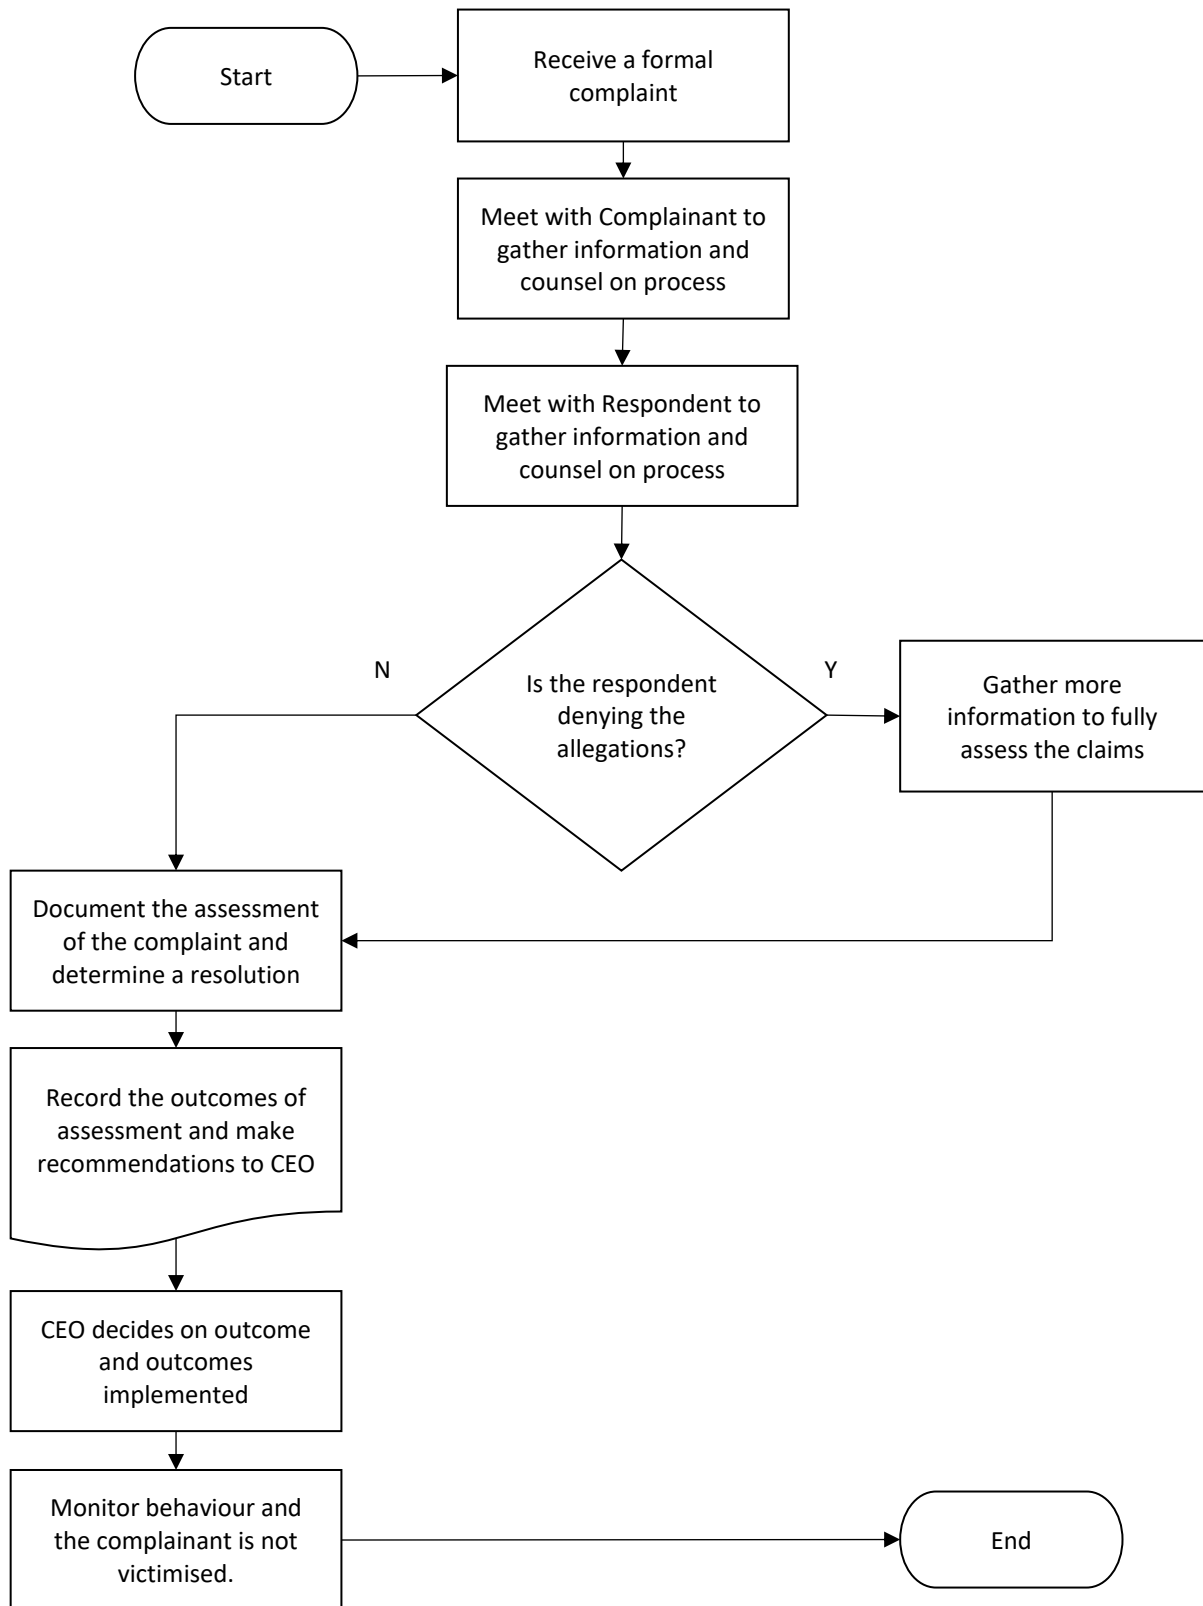 Start
Receive a formal
complaint
Meet with Complainant to
gather information and
counsel on process
Meet with Respondent to
gather information and
counsel on process
N
Is the respondent
denying the
allegations?
Y
Gather more
information to fully
assess the claims
Document the assessment
of the complaint and
determine a resolution
Record the outcomes of
assessment and make
recommendations to CEO
CEO decides on outcome
and outcomes
implemented
Monitor behaviour and
the complainant is not
victimised.
End